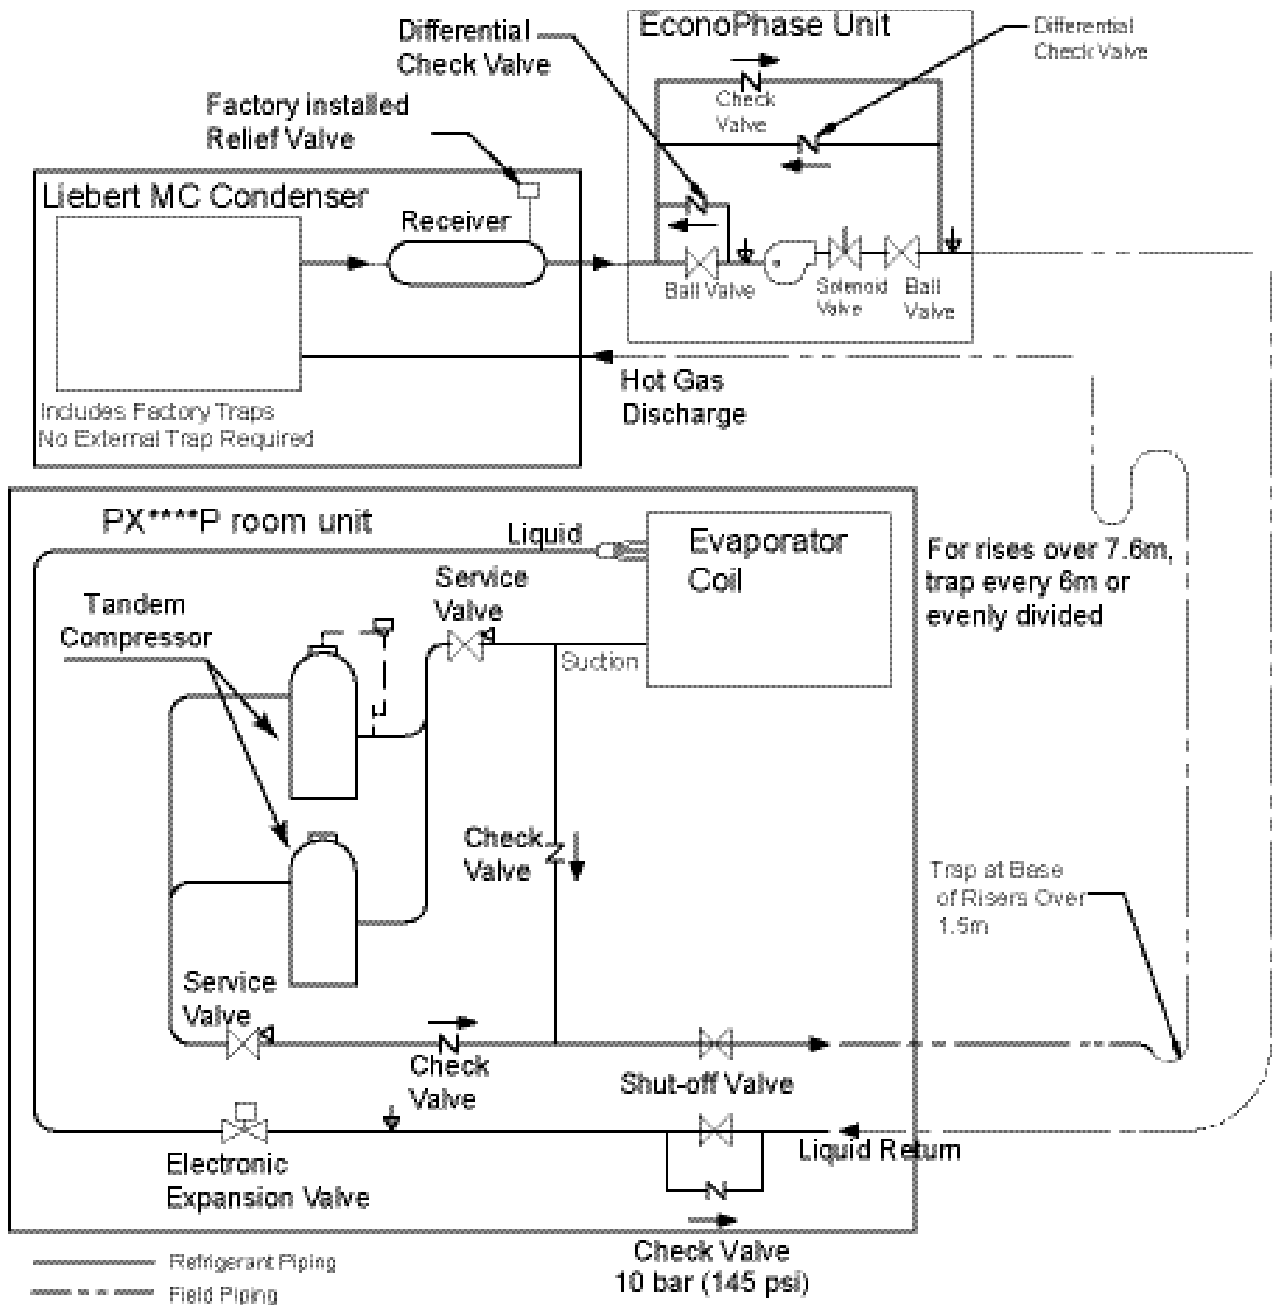 EconoPhase Unit
Differential
Check Valve
Differential
Check Valve
Factory installed
Relief Valve
Check
Valve
Liebert MC Condenser
Receiver
Ball Valve
Solenoid
Valve
Ball
Valve
Hot Gas
Discharge
Includes Factory Traps
No External Trap Required
PX****P room unit
Liquid
Evaporator
Coil
For rises over 7.6m,
trap every 6m or
evenly divided
Service
Valve
Tandem
Compressor
Suction
Check
Valve
Trap at Base
of Risers Over
1.5m
Service
Valve
Check
Valve
Shut-off Valve
Liquid Return
Electronic
Expansion Valve
Check Valve
10 bar (145 psi)
Refrigerant Piping
Field Piping